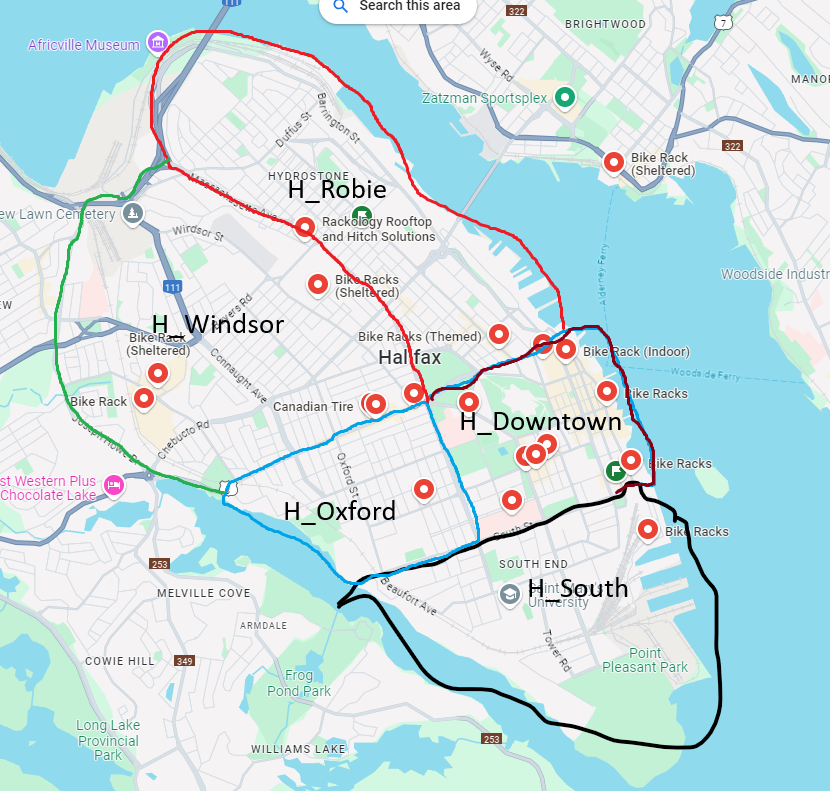 Search this area
322
BRIGHTWOOD
7
Africville Museum
Wyse Rd
MANOR
Zatzman Sportsplex
Barrington St
Duffus St
322
Bike Rack
(Sheltered)
HYDROSTONE
Massachusetts Ave
H_Robie
ew Lawn Cemetery
Rackology Rooftop
and Hitch Solutions
Windsor St
Alderney Ferry
Woodside Industr
111
Bike Racks
(Sheltered)
EW
H_Windsor
Bike Rack
(Sheltered)
Bike Racks (Themed)
Halifax
Bike Rack (Indoor)
Woodside Ferry
Connaught Ave
Bike Rack
Canadian Tire
Bike Racks
H_Downtown
Joseph Howe Dr
Chebucto Rd
Oxford St
Bike Racks
st Western Plus
Chocolate Lake
H_Oxford
South St
Bike Racks
253
SOUTH END
MELVILLE COVE
Beaufort Ave
H_South
University
ARMDALE
Tower Rd
COWIE HILL
349
Point
Pleasant Park
Frog
Pond Park
Long Lake
Provincial
Park
WILLIAMS LAKE
253